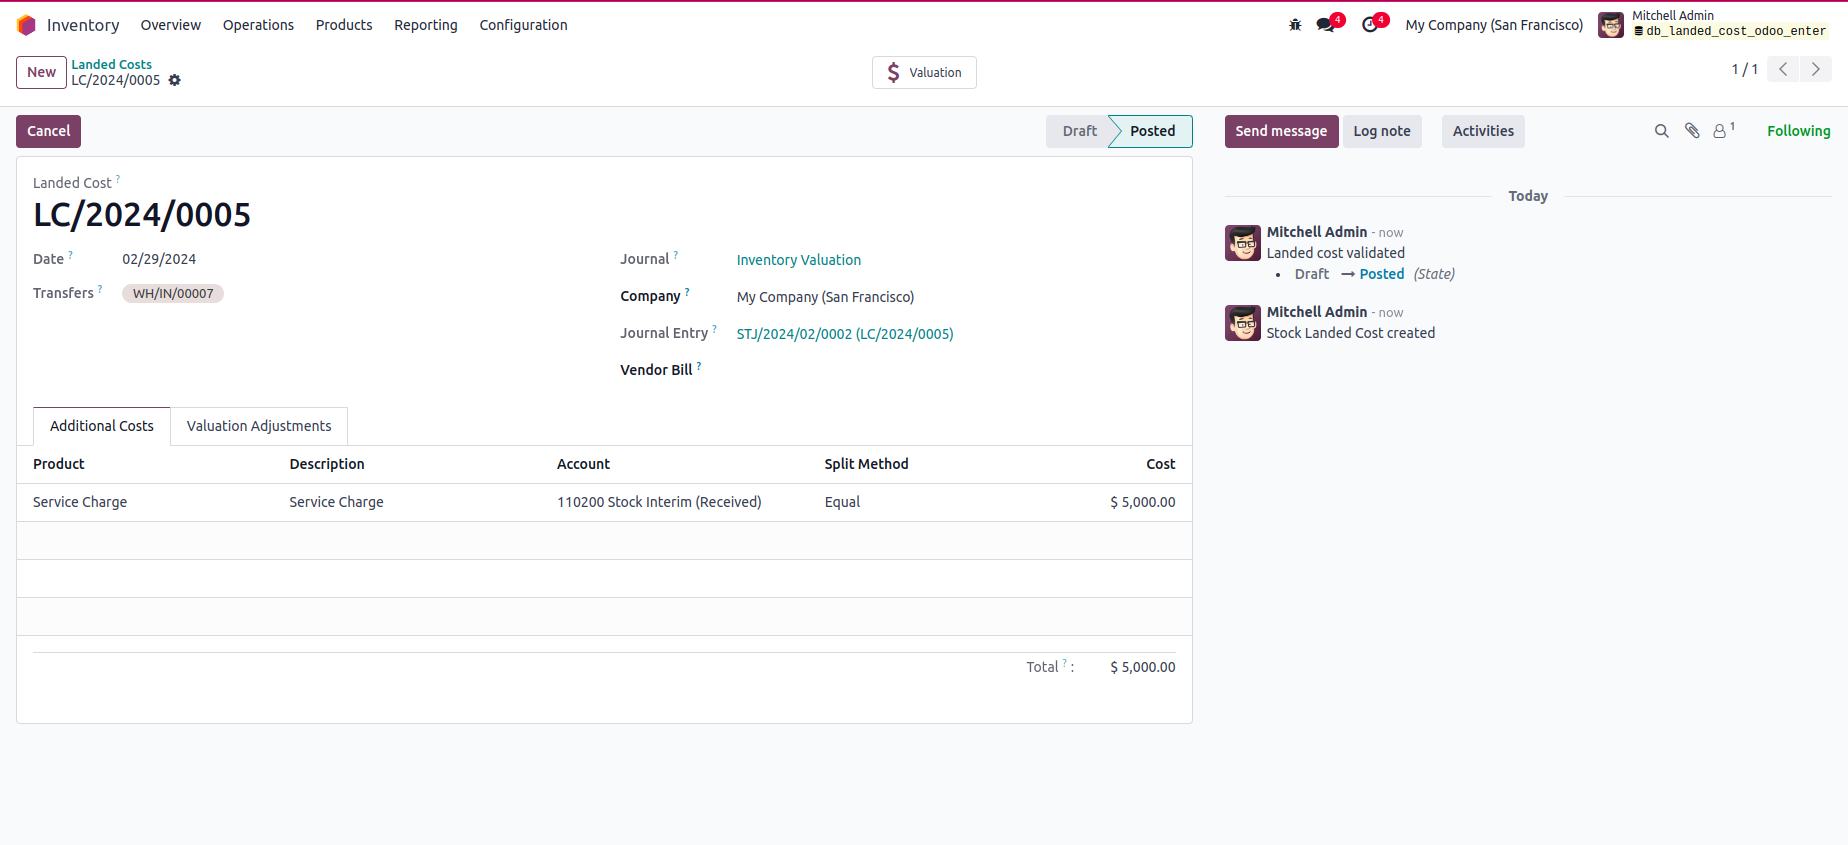 Inventory Overview Operations Products Reporting Configuration 4 4 My Company (San Francisco) Mitchell Admin
db_landed_cost_odoo_enter
New Landed Costs
LC/2024/0005
$ Valuation
1 / 1
Cancel
Draft Posted
Send message Log note Activities 1 Following
Landed Cost ?
LC/2024/0005
Date ? 02/29/2024
Transfers ? WH/IN/00007
Journal ? Inventory Valuation
Company ? My Company (San Francisco)
Journal Entry ? STJ/2024/02/0002 (LC/2024/0005)
Vendor Bill ?
Additional Costs Valuation Adjustments
Product Description Account Split Method Cost
Service Charge Service Charge 110200 Stock Interim (Received) Equal $ 5,000.00
Total ? : $ 5,000.00
Today
Mitchell Admin - now
Landed cost validated
• Draft → Posted (State)
Mitchell Admin - now
Stock Landed Cost created